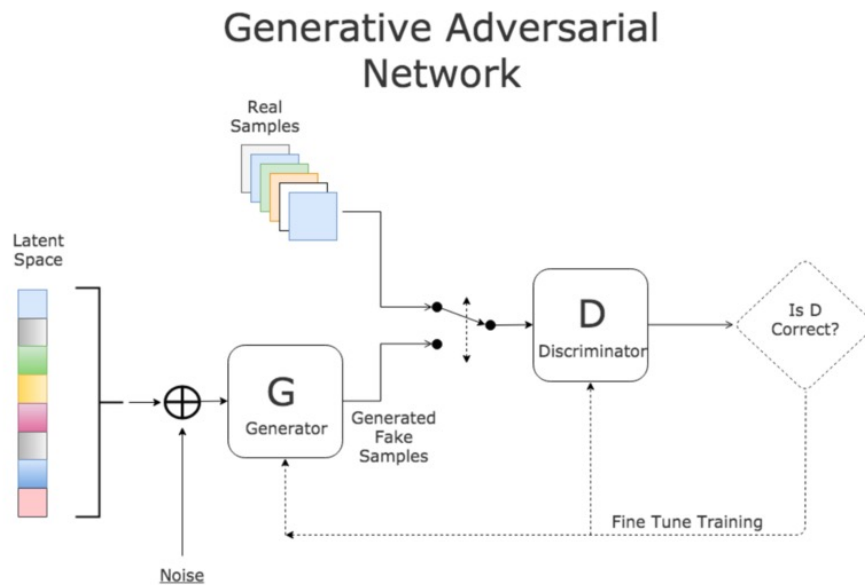 Generative Adversarial
Network
Real
Samples
Latent
Space
G
Generator
Generated
Fake
Samples
D
Discriminator
Is D
Correct?
Fine Tune Training
Noise